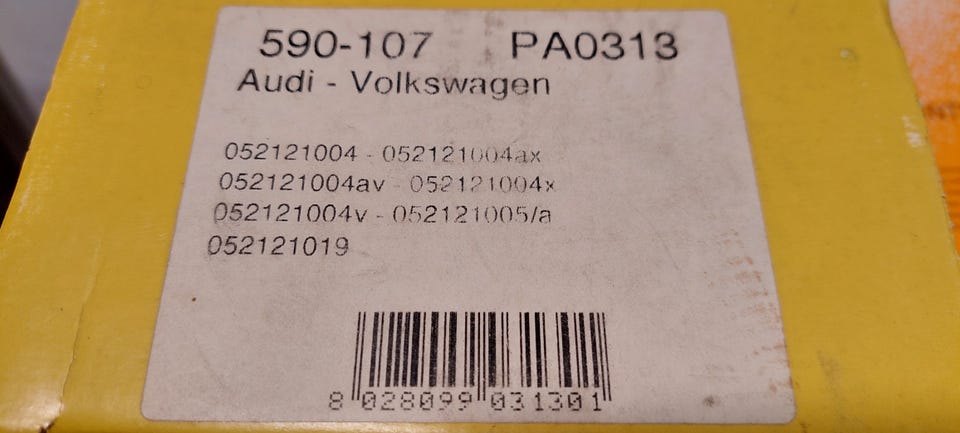 590-107 PA0313
Audi - Volkswagen
052121004 - 052121004ax
052121004av - 052121004x
052121004v - 052121005/a
052121019
8 028099 031301